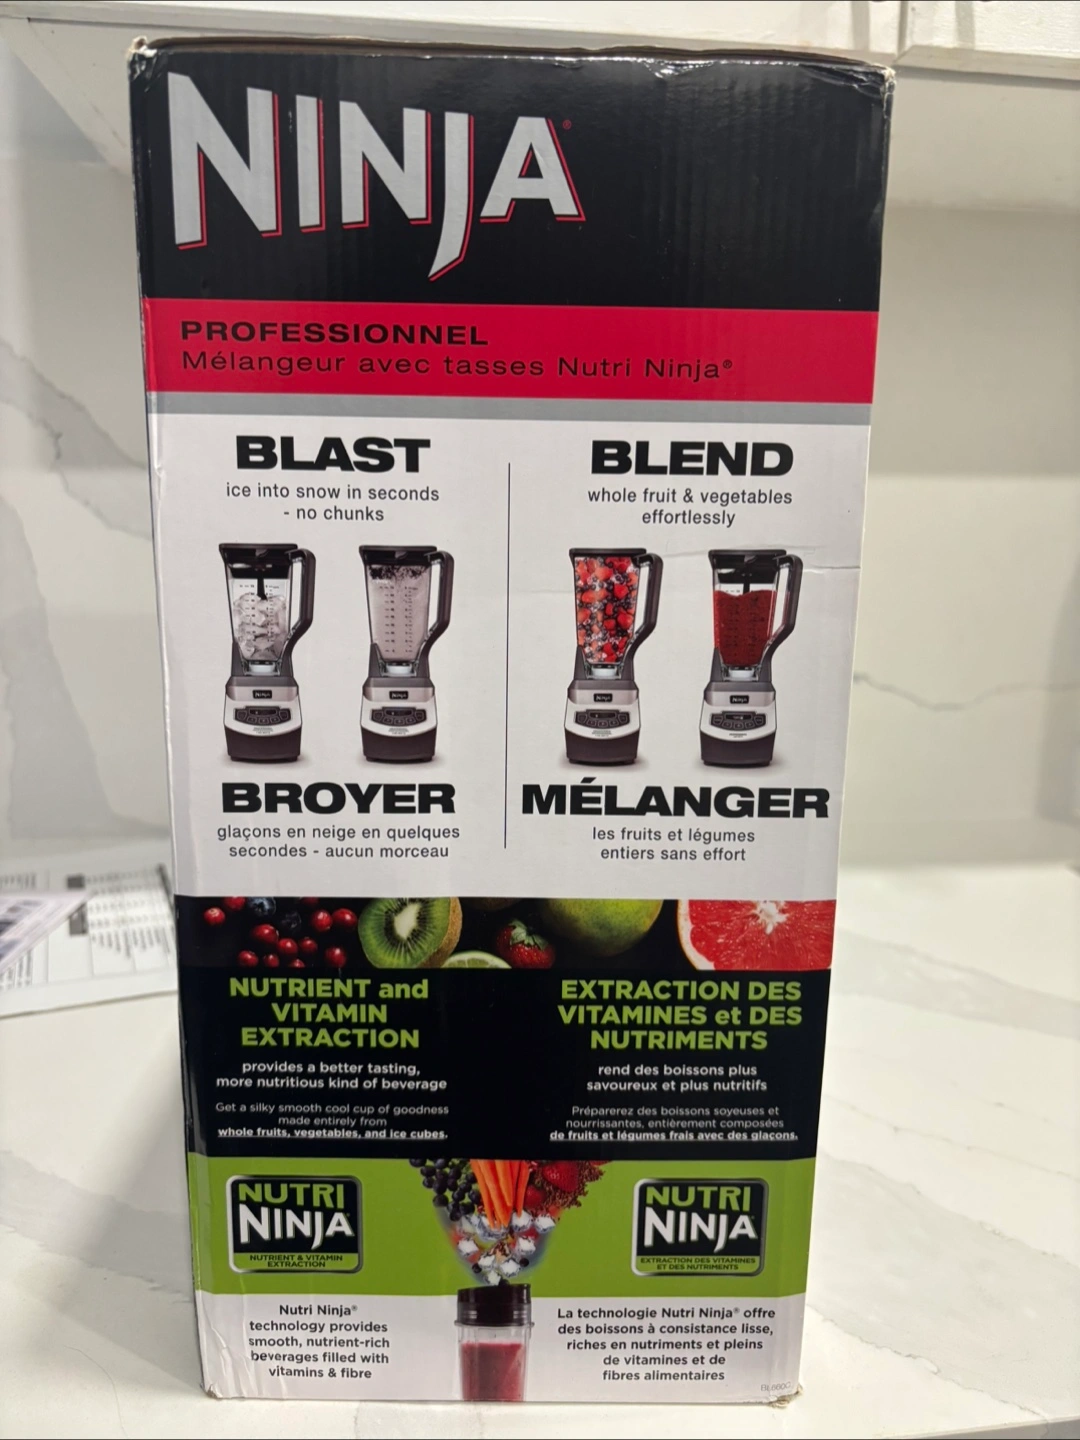 NINJA®
PROFESSIONNEL
Mélangeur avec tasses Nutri Ninja®
BLAST
ice into snow in seconds
- no chunks
BLEND
whole fruit & vegetables
effortlessly
BROYER
glaçons en neige en quelques
secondes - aucun morceau
MÉLANGER
les fruits et légumes
entiers sans effort
NUTRIENT and
VITAMIN
EXTRACTION
provides a better tasting,
more nutritious kind of beverage
Get a silky smooth cool cup of goodness
made entirely from
whole fruits, vegetables, and ice cubes.
EXTRACTION DES
VITAMINES et DES
NUTRIMENTS
rend des boissons plus
savoureux et plus nutritifs
Préparerez des boissons soyeuses et
nourrissantes, entièrement composées
de fruits et légumes frais avec des glaçons.
NUTRI
NINJA
NUTRIENT & VITAMIN
EXTRACTION
NUTRI
NINJA
EXTRACTION DES VITAMINES
ET DES NUTRIMENTS
Nutri Ninja®
technology provides
smooth, nutrient-rich
beverages filled with
vitamins & fibre
La technologie Nutri Ninja® offre
des boissons à consistance lisse,
riches en nutriments et pleins
de vitamines et de
fibres alimentaires